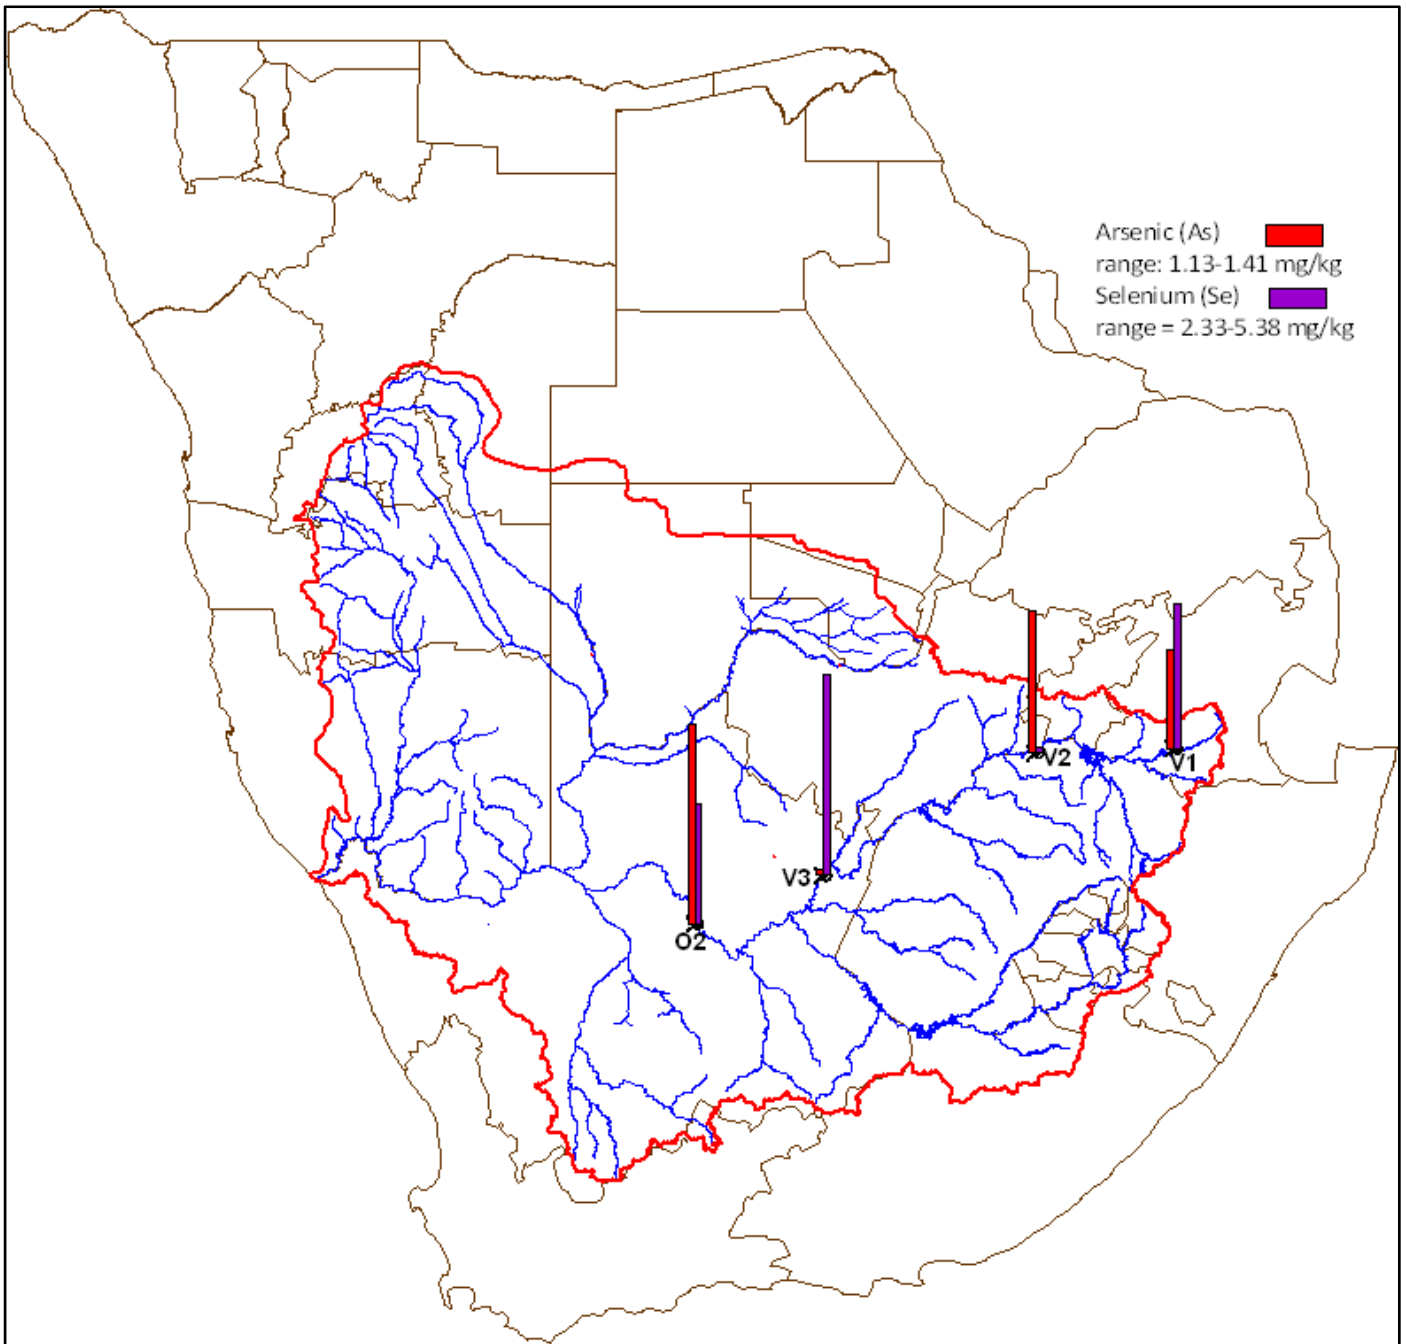 Arsenic (As)
range: 1.13-1.41 mg/kg
Selenium (Se)
range = 2.33-5.38 mg/kg
V2
V1
V3
O2